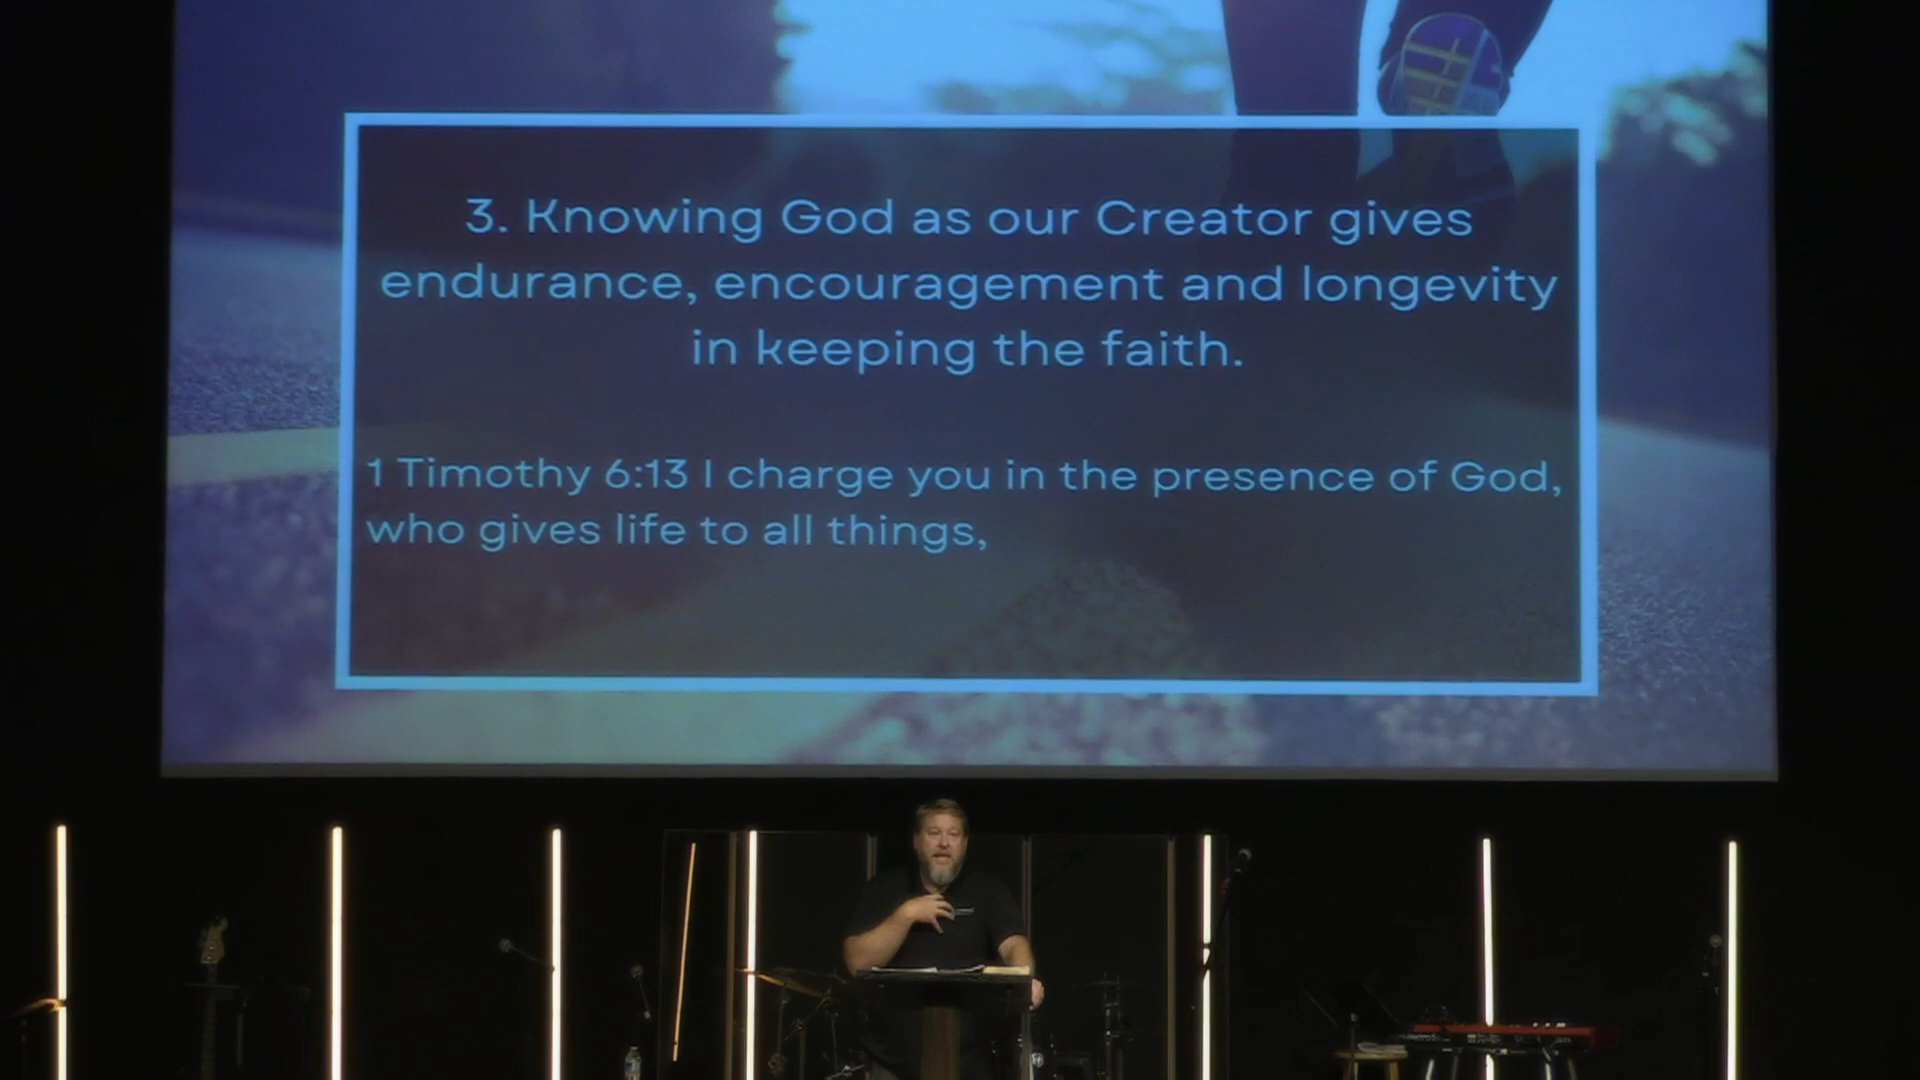 3. Knowing God as our Creator gives
endurance, encouragement and longevity
in keeping the faith.
1 Timothy 6:13 I charge you in the presence of God,
who gives life to all things,